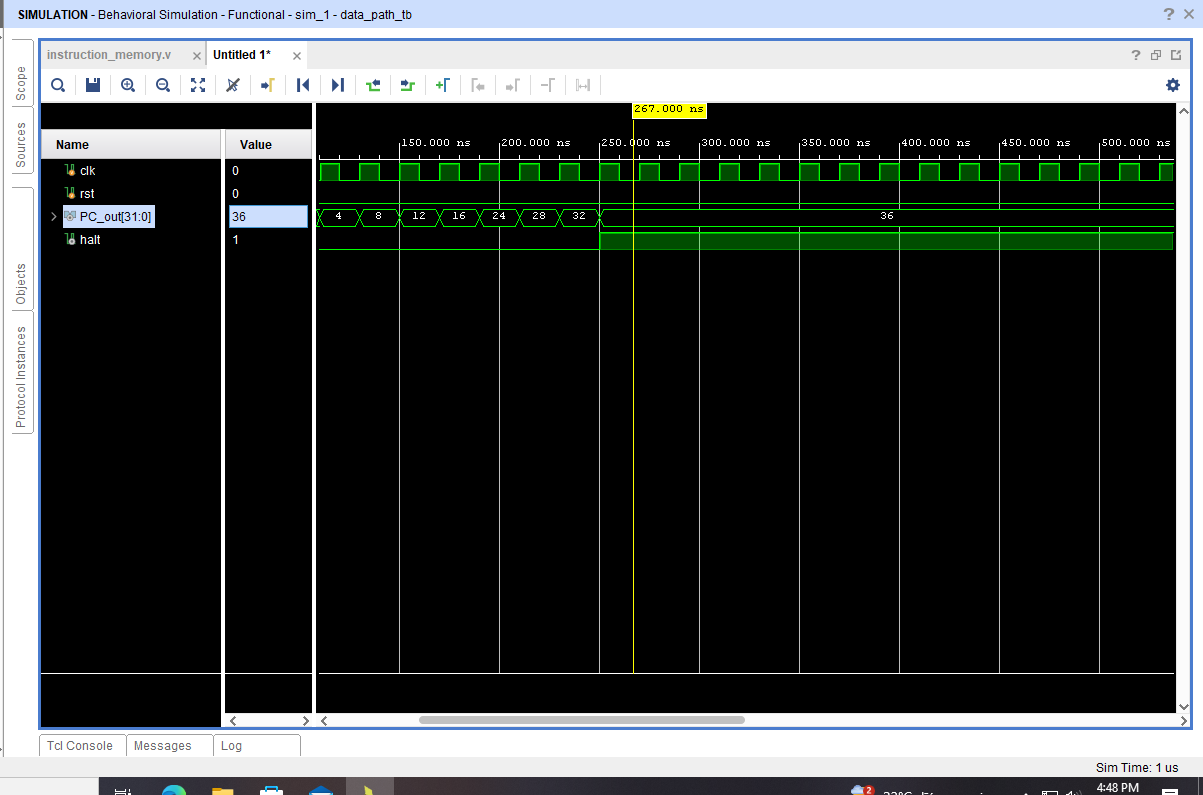 SIMULATION - Behavioral Simulation - Functional - sim_1 - data_path_tb
Scope
Sources
Objects
Protocol Instances
instruction_memory.v
Untitled 1*
267.000 ns
Name
Value
150.000 ns 200.000 ns 250.000 ns 300.000 ns 350.000 ns 400.000 ns 450.000 ns 500.000 ns
clk 0
rst 0
PC_out[31:0] 36 4 8 12 16 24 28 32 36
halt 1
Tcl Console Messages Log
Sim Time: 1 us
2
4:48 PM